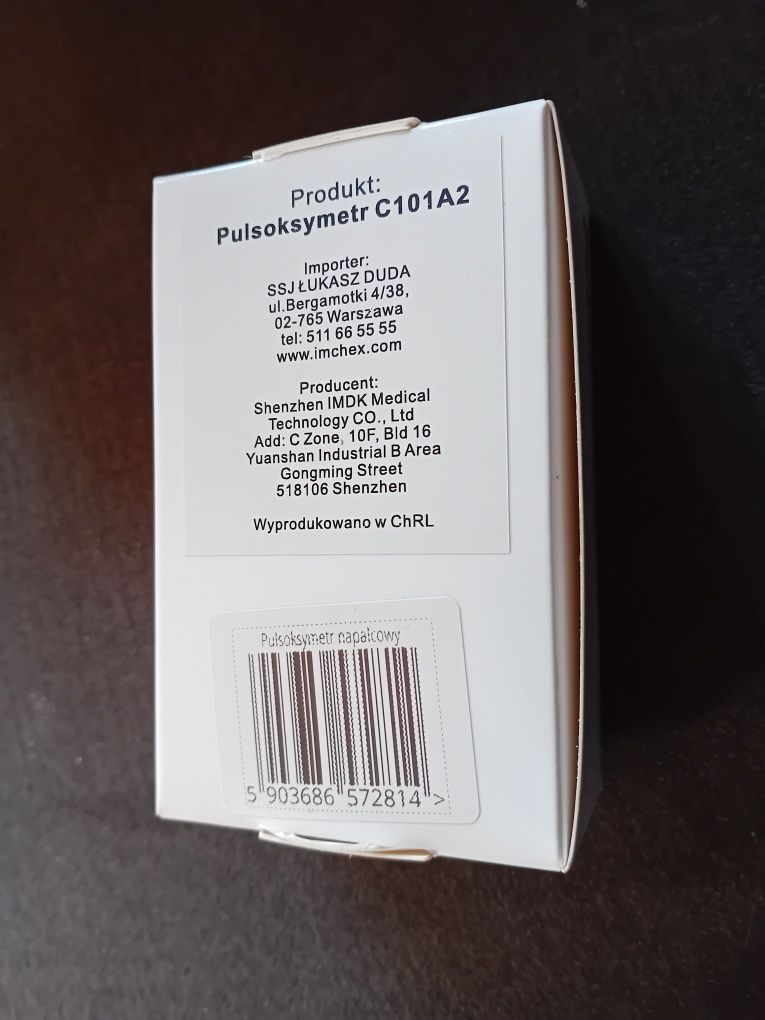 Produkt:
Pulsoksymetr C101A2
Importer:
SSJ ŁUKASZ DUDA
ul.Bergamotki 4/38,
02-765 Warszawa
tel: 511 66 55 55
www.imchex.com
Producent:
Shenzhen IMDK Medical
Technology CO., Ltd
Add: C Zone, 10F, Bld 16
Yuanshan Industrial B Area
Gongming Street
518106 Shenzhen
Wyprodukowano w ChRL
Pulsoksymetr napalcowy
5 903686 572814 >